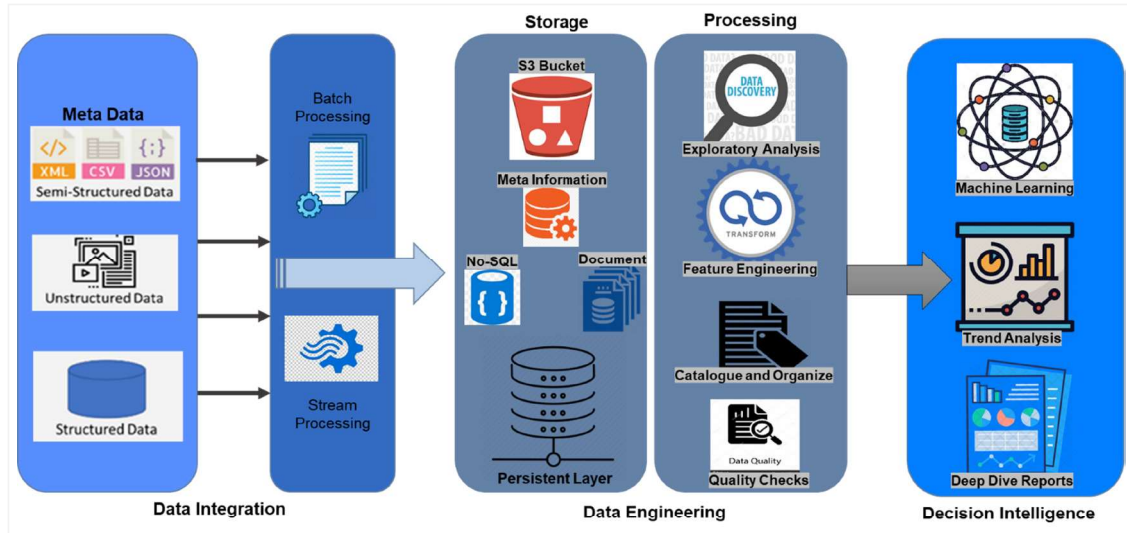 Meta Data
XML
CSV
JSON
Semi-Structured Data
Unstructured Data
Structured Data
Batch
Processing
Stream
Processing
Data Integration
Storage
S3 Bucket
Meta Information
No-SQL
Document
Persistent Layer
Processing
DATA
DISCOVERY
Exploratory Analysis
TRANSFORM
Feature Engineering
Catalogue and Organize
Data Quality
Quality Checks
Data Engineering
Machine Learning
Trend Analysis
Deep Dive Reports
Decision Intelligence